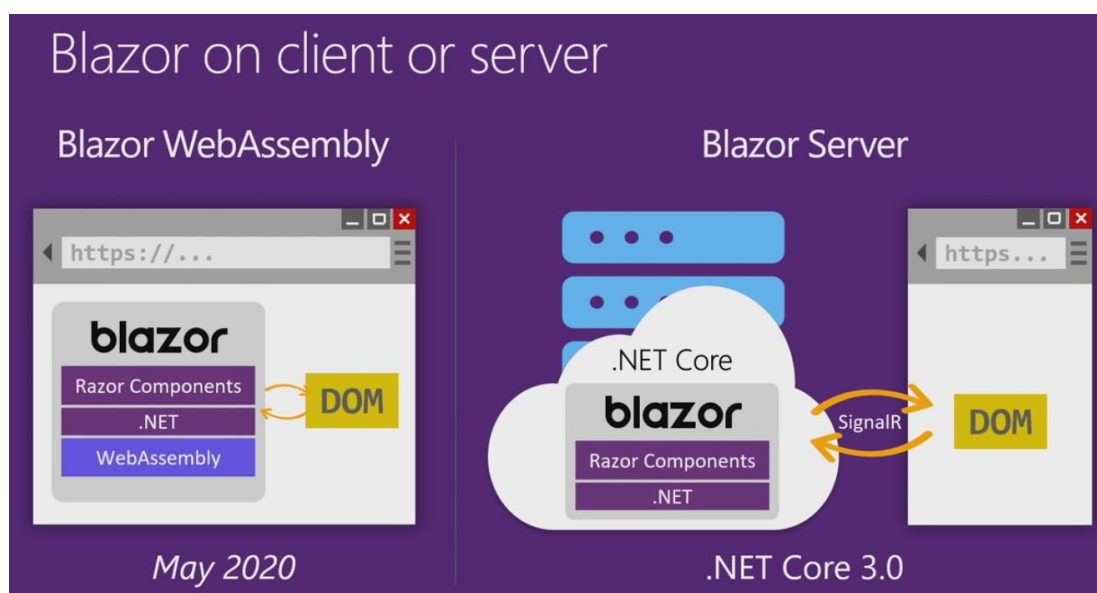 Blazor on client or server
Blazor WebAssembly
https://...
blazor
Razor Components
.NET
WebAssembly
DOM
May 2020
Blazor Server
.NET Core
blazor
Razor Components
.NET
SignalR
https...
DOM
.NET Core 3.0